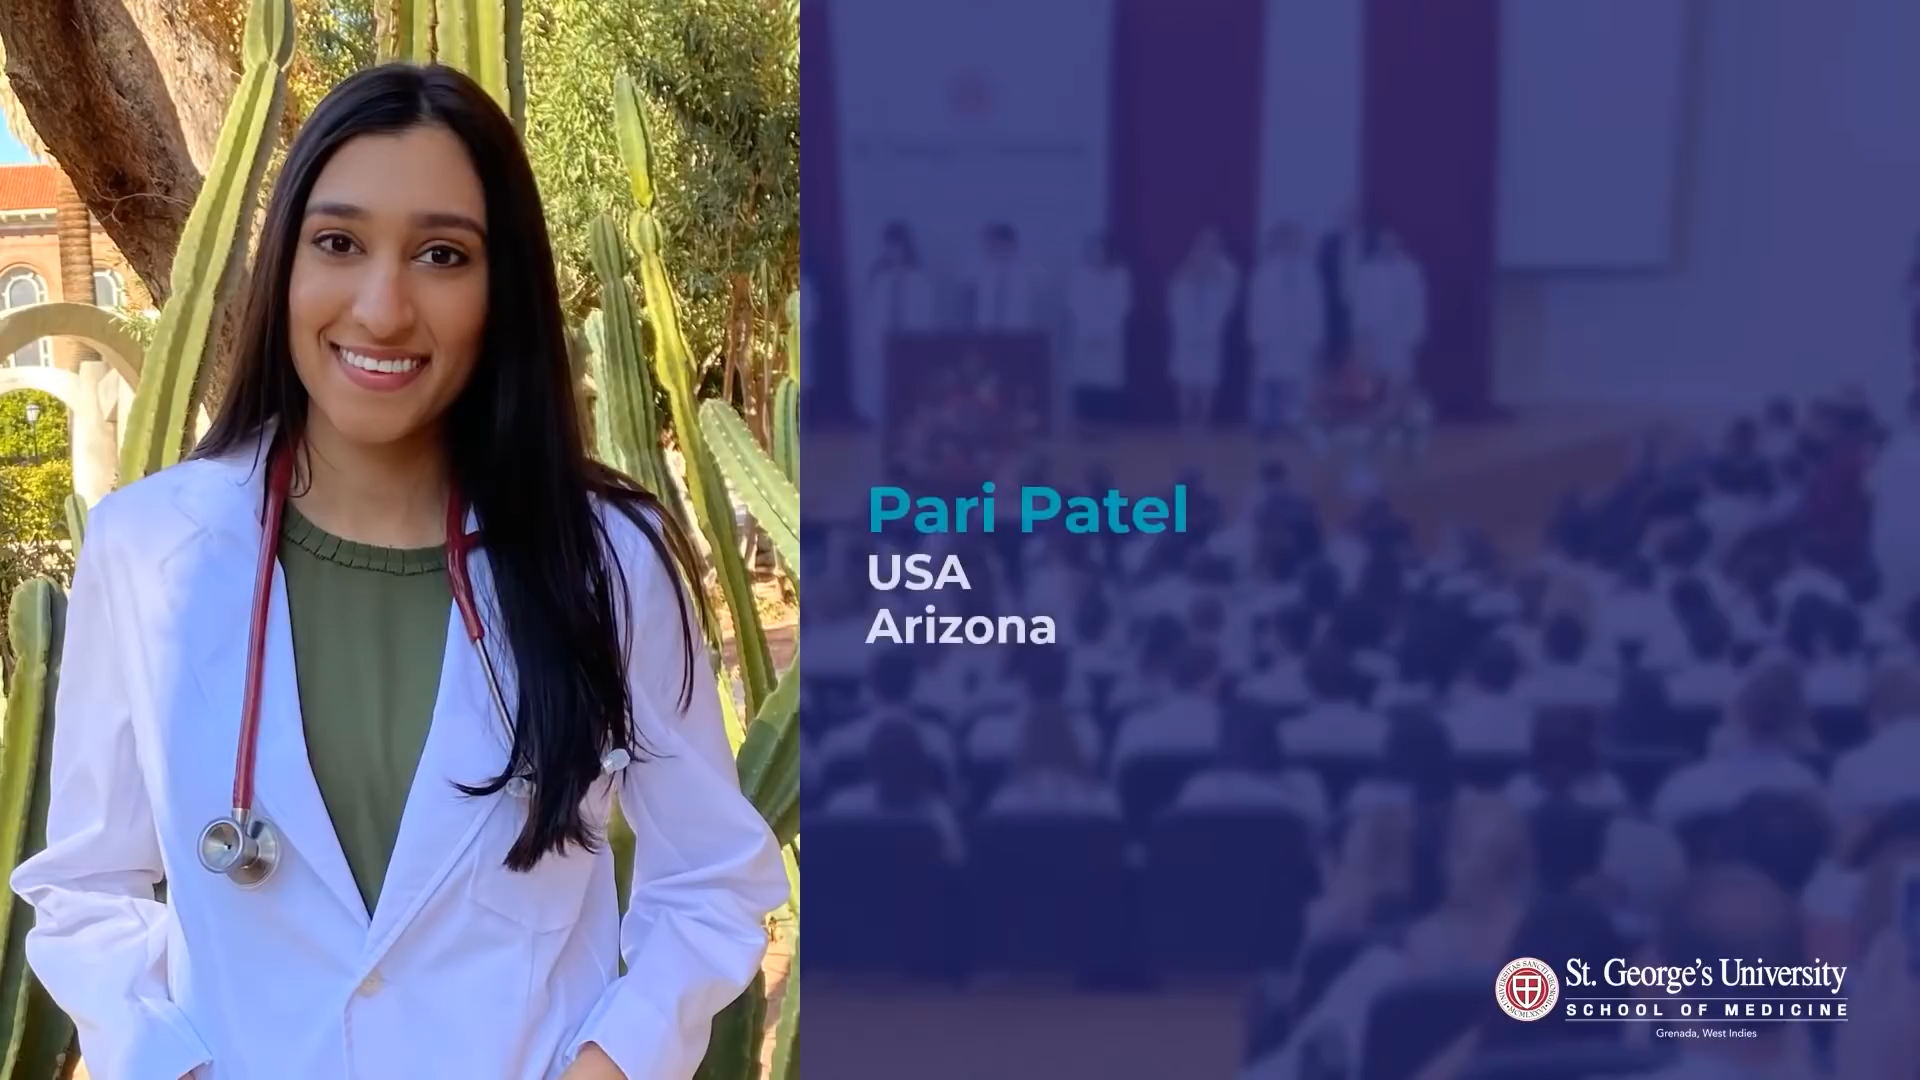 Pari Patel
USA
Arizona
St. George's University
SCHOOL OF MEDICINE
Grenada, West Indies